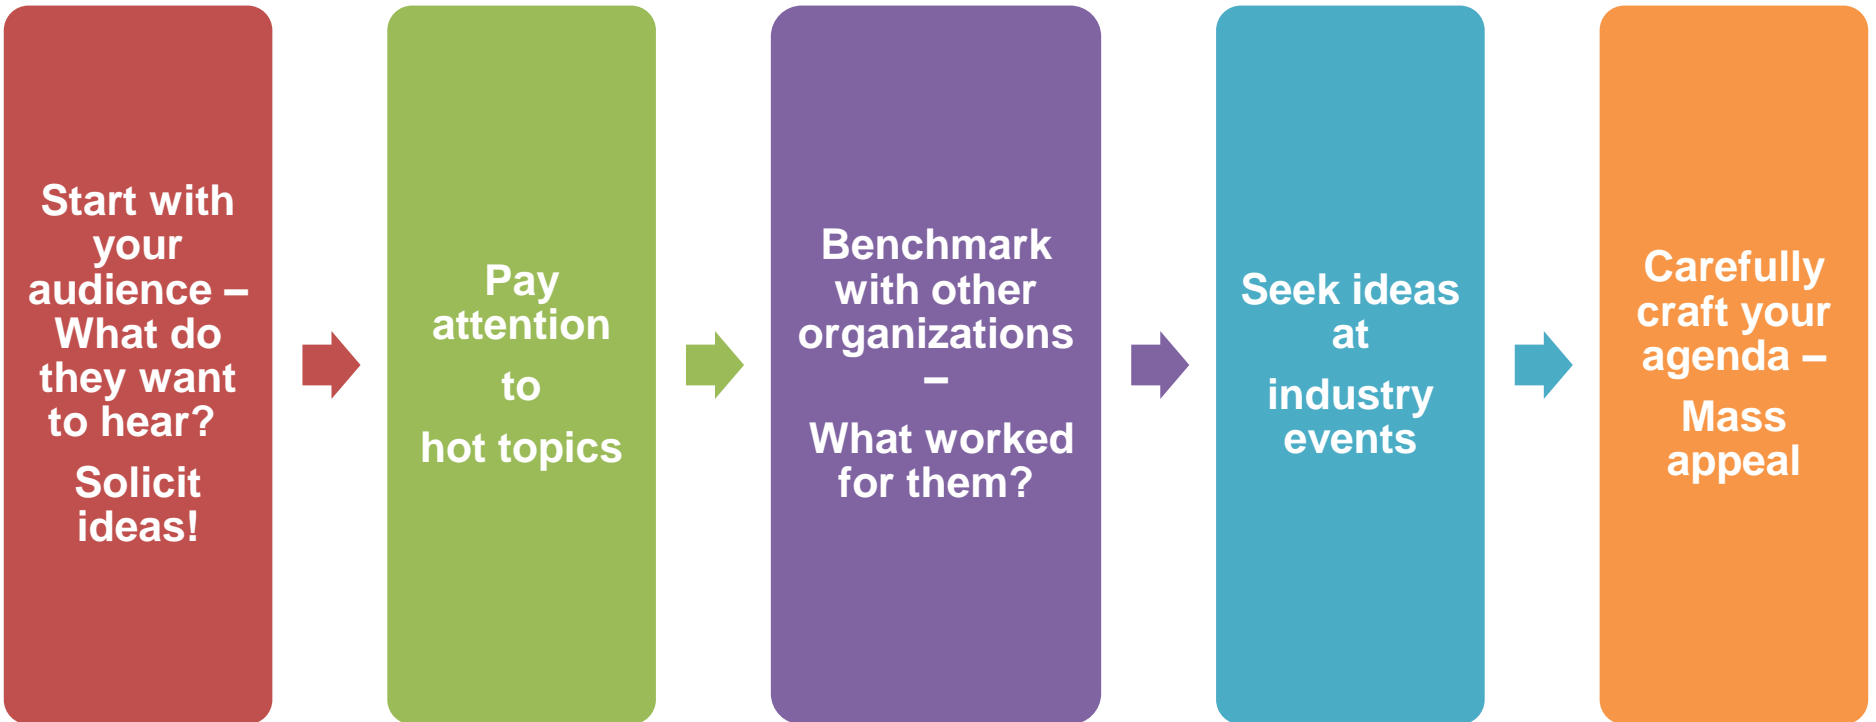 Start with
your
audience –
What do
they want
to hear?
Solicit
ideas!
Pay
attention
to
hot topics
Benchmark
with other
organizations
–
What worked
for them?
Seek ideas
at
industry
events
Carefully
craft your
agenda –
Mass
appeal